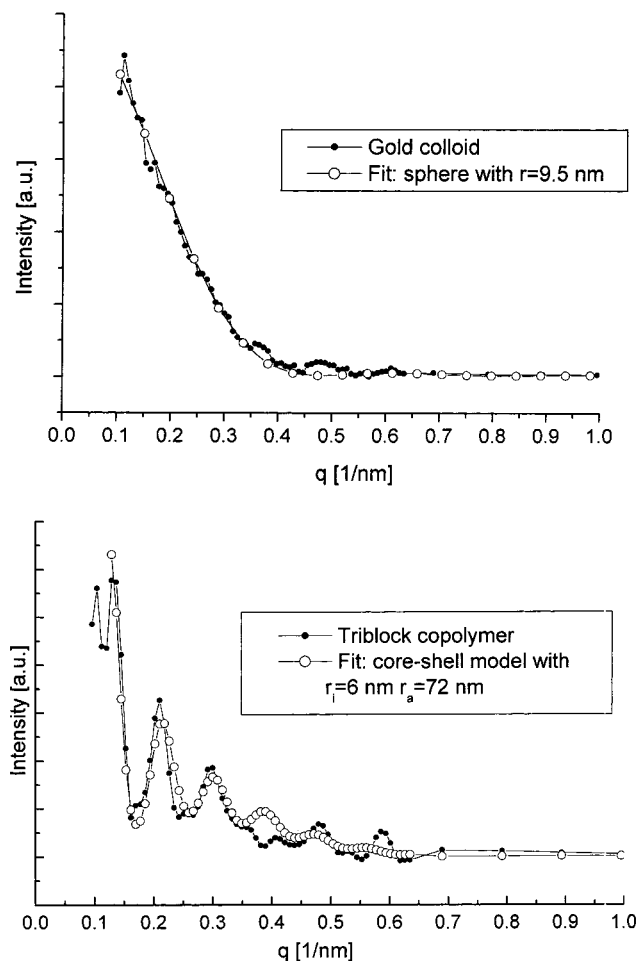 Intensity [a.u.]
Gold colloid
Fit: sphere with r=9.5 nm
0.0 0.1 0.2 0.3 0.4 0.5 0.6 0.7 0.8 0.9 1.0
q [1/nm]
Intensity [a.u.]
Triblock copolymer
Fit: core-shell model with
ri=6 nm ra=72 nm
0.0 0.1 0.2 0.3 0.4 0.5 0.6 0.7 0.8 0.9 1.0
q [1/nm]